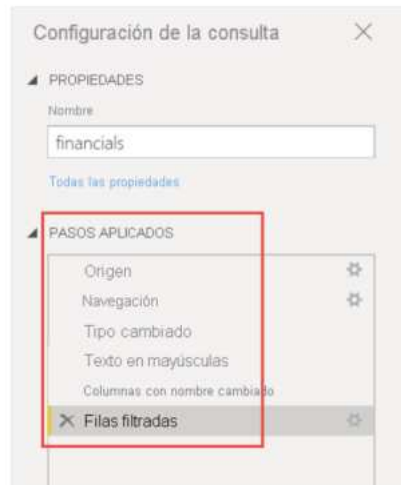 Configuración de la consulta
PROPIEDADES
Nombre
financials
Todas las propiedades
PASOS APLICADOS
Origen
Navegación
Tipo cambiado
Texto en mayúsculas
Columnas con nombre cambiado
Filas filtradas